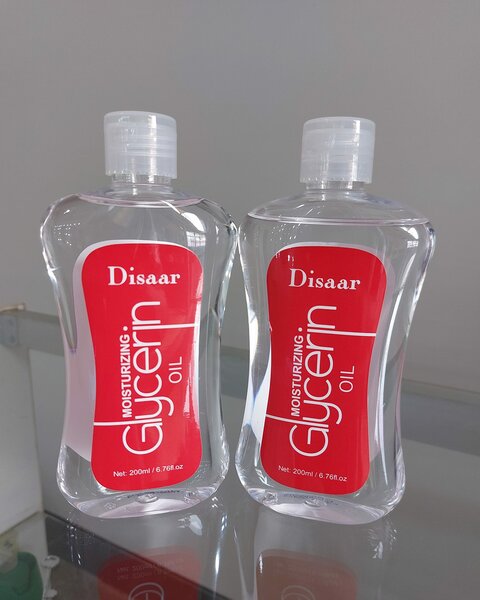 Disaar
MOISTURIZING
Glycerin
OIL
Net: 200ml / 6.76fl.oz
Disaar
MOISTURIZING
Glycerin
OIL
Net: 200ml / 6.76fl.oz